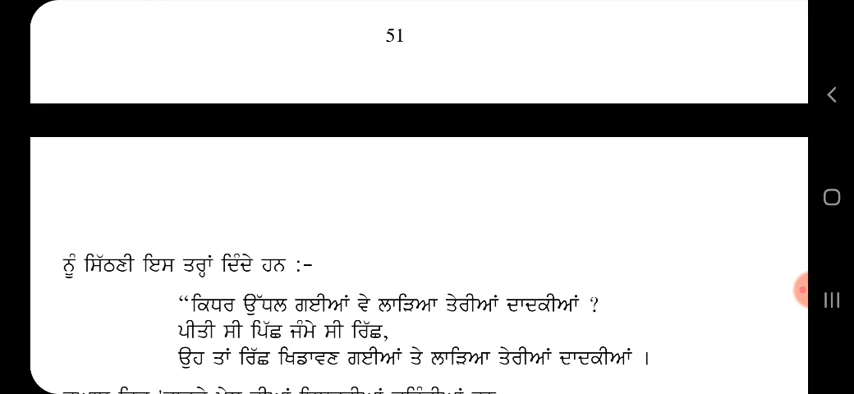 51
ਨੂੰ ਸਿੱਠਣੀ ਇਸ ਤਰ੍ਹਾਂ ਦਿੰਦੇ ਹਨ :-
“ਕਿਧਰ ਉੱਧਲ ਗਈਆਂ ਵੇ ਲਾੜਿਆ ਤੇਰੀਆਂ ਦਾਦਕੀਆਂ ?
ਪੀਤੀ ਸੀ ਪਿੱਛ ਜੰਮੇ ਸੀ ਰਿੱਛ,
ਉਹ ਤਾਂ ਰਿੱਛ ਖਿਡਾਵਣ ਗਈਆਂ ਤੇ ਲਾੜਿਆ ਤੇਰੀਆਂ ਦਾਦਕੀਆਂ ।